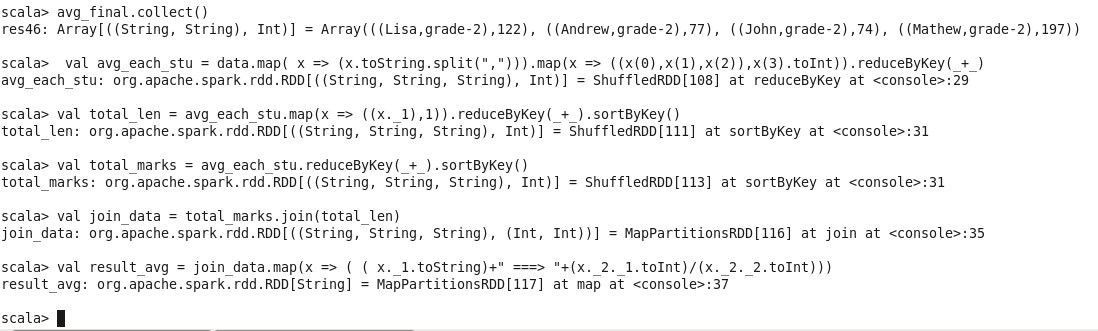 scala> avg_final.collect()
res46: Array[((String, String), Int)] = Array(((Lisa,grade-2),122), ((Andrew,grade-2),77), ((John,grade-2),74), ((Mathew,grade-2),197))
scala>  val avg_each_stu = data.map( x => (x.toString.split(","))).map(x => ((x(0),x(1),x(2)),x(3).toInt)).reduceByKey(_+_)
avg_each_stu: org.apache.spark.rdd.RDD[((String, String, String), Int)] = ShuffledRDD[108] at reduceByKey at <console>:29
scala> val total_len = avg_each_stu.map(x => ((x._1),1)).reduceByKey(_+_).sortByKey()
total_len: org.apache.spark.rdd.RDD[((String, String, String), Int)] = ShuffledRDD[111] at sortByKey at <console>:31
scala> val total_marks = avg_each_stu.reduceByKey(_+_).sortByKey()
total_marks: org.apache.spark.rdd.RDD[((String, String, String), Int)] = ShuffledRDD[113] at sortByKey at <console>:31
scala> val join_data = total_marks.join(total_len)
join_data: org.apache.spark.rdd.RDD[((String, String, String), (Int, Int))] = MapPartitionsRDD[116] at join at <console>:35
scala> val result_avg = join_data.map(x => ( ( x._1.toString)+" ===> "+(x._2._1.toInt)/(x._2._2.toInt)))
result_avg: org.apache.spark.rdd.RDD[String] = MapPartitionsRDD[117] at map at <console>:37
scala>